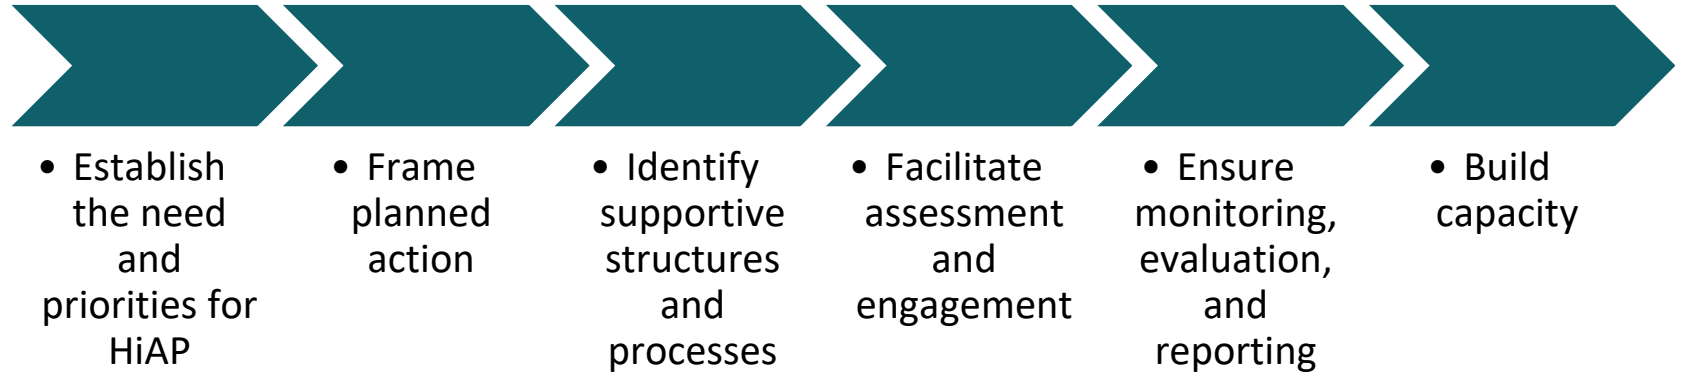 • Establish
the need
and
priorities for
HiAP
• Frame
planned
action
• Identify
supportive
structures
and
processes
• Facilitate
assessment
and
engagement
• Ensure
monitoring,
evaluation,
and
reporting
• Build
capacity